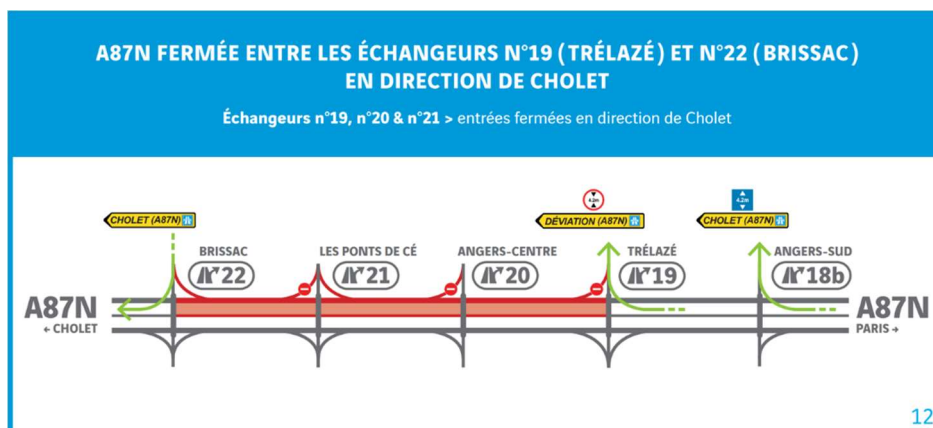 A87N FERMÉE ENTRE LES ÉCHANGEURS N°19 (TRÉLAZÉ) ET N°22 (BRISSAC)
EN DIRECTION DE CHOLET
Échangeurs n°19, n°20 & n°21 > entrées fermées en direction de Cholet
4.2m
4.2m
CHOLET (A87N)
DÉVIATION (A87N)
CHOLET (A87N)
BRISSAC
22
LES PONTS DE CÉ
21
ANGERS-CENTRE
20
TRÉLAZÉ
19
ANGERS-SUD
18b
A87N
← CHOLET
A87N
PARIS →
12